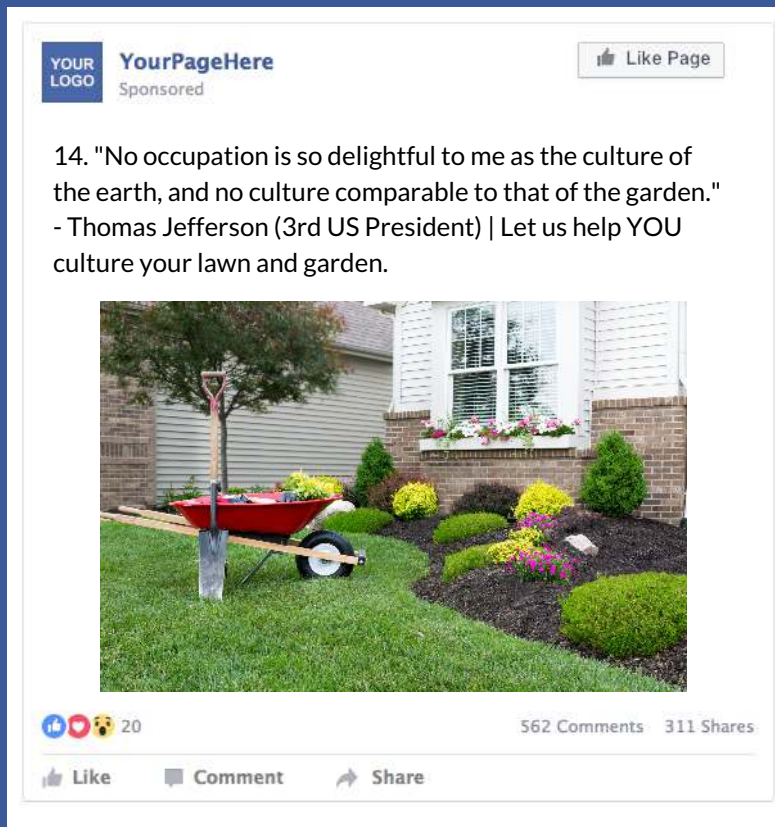 YOUR
LOGO
YourPageHere
Sponsored
Like Page
14. "No occupation is so delightful to me as the culture of
the earth, and no culture comparable to that of the garden."
- Thomas Jefferson (3rd US President) | Let us help YOU
culture your lawn and garden.
20
562 Comments 311 Shares
Like Comment Share